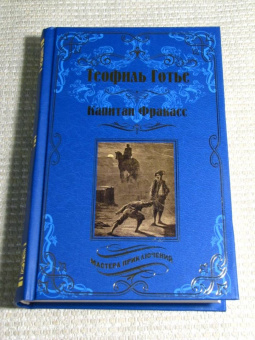 Теофиль Готье
Капитан Фракасс
МАСТЕРА ПРИКЛЮЧЕНИЙ